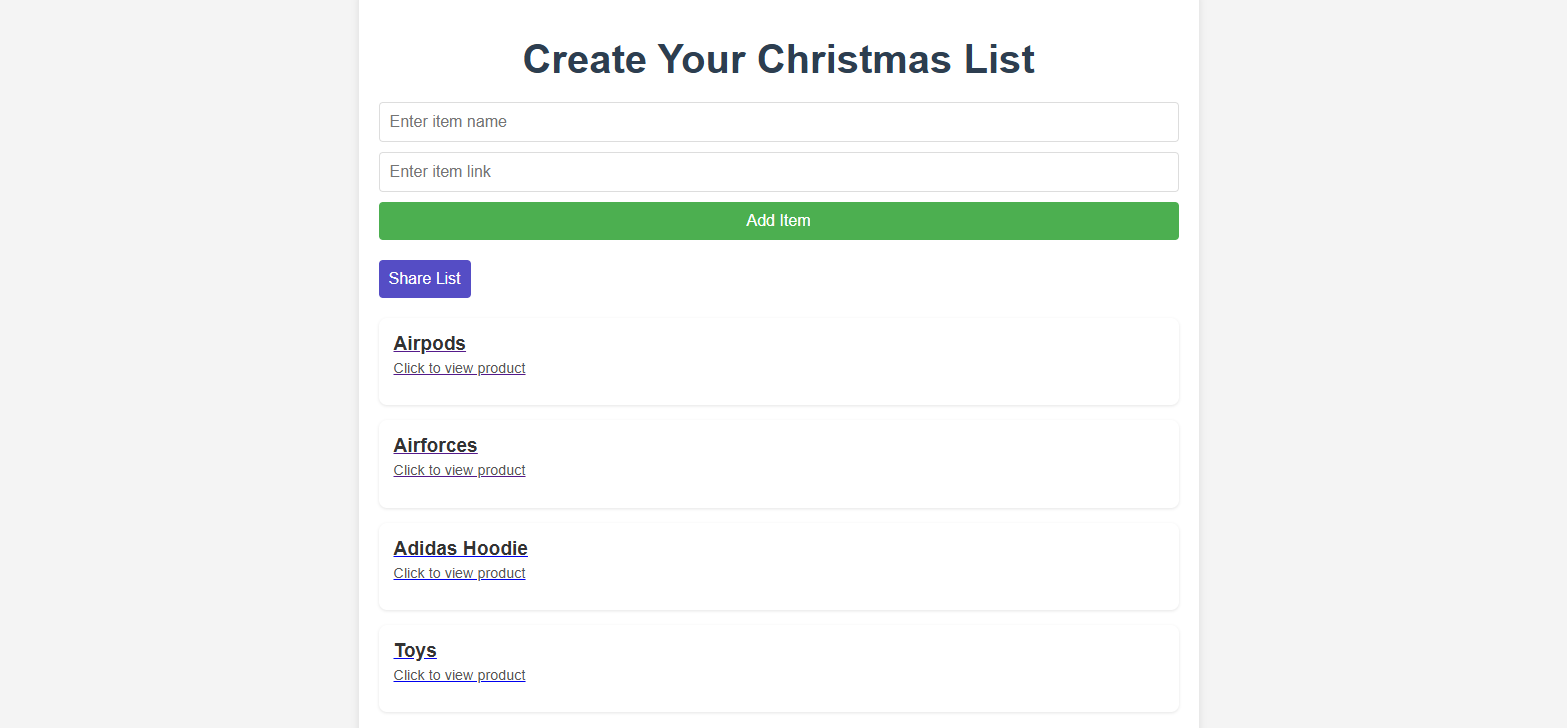 Create Your Christmas List
Enter item name
Enter item link
Add Item
Share List
Airpods
Click to view product
Airforces
Click to view product
Adidas Hoodie
Click to view product
Toys
Click to view product